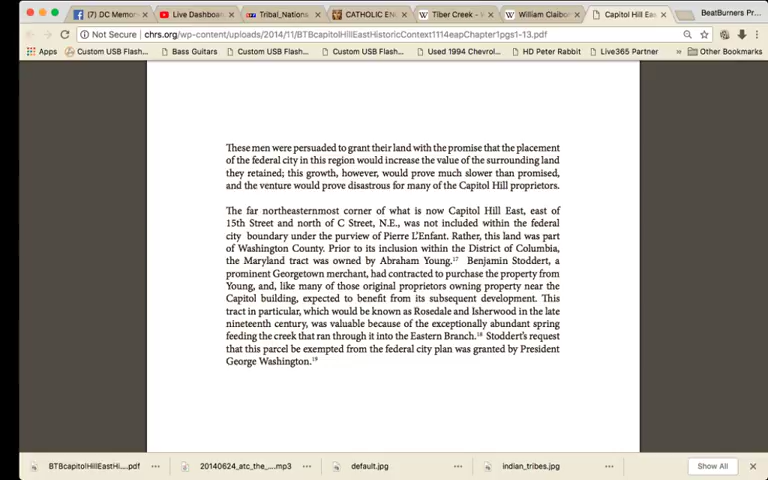 (7) DC Memor
Live Dashboard
Tribal_Nations
CATHOLIC EN
Tiber Creek -
William Claibor
Capitol Hill Eas
BeatBurners Pr...
Not Secure
chrs.org/wp-content/uploads/2014/11/BTBcapitolHillEastHistoricContext1114eapChapter1pgs1-13.pdf
Apps
Custom USB Flash...
Bass Guitars
Custom USB Flash...
Custom USB Flash...
Used 1994 Chevrol...
HD Peter Rabbit
Live365 Partner
»
Other Bookmarks
These men were persuaded to grant their land with the promise that the placement
of the federal city in this region would increase the value of the surrounding land
they retained; this growth, however, would prove much slower than promised,
and the venture would prove disastrous for many of the Capitol Hill proprietors.
The far northeasternmost corner of what is now Capitol Hill East, east of
15th Street and north of C Street, N.E., was not included within the federal
city boundary under the purview of Pierre L'Enfant. Rather, this land was part
of Washington County. Prior to its inclusion within the District of Columbia,
the Maryland tract was owned by Abraham Young.17 Benjamin Stoddert, a
prominent Georgetown merchant, had contracted to purchase the property from
Young, and, like many of those original proprietors owning property near the
Capitol building, expected to benefit from its subsequent development. This
tract in particular, which would be known as Rosedale and Isherwood in the late
nineteenth century, was valuable because of the exceptionally abundant spring
feeding the creek that ran through it into the Eastern Branch.18 Stoddert's request
that this parcel be exempted from the federal city plan was granted by President
George Washington.19
BTBcapitolHillEastHi....pdf
20140624_atc_the_....mp3
default.jpg
indian_tribes.jpg
Show All